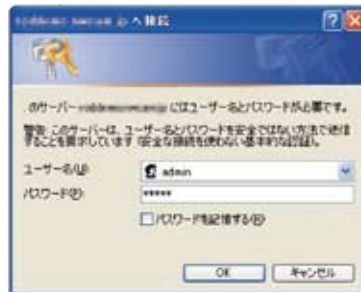 へ接続
のサーバー にはユーザー名とパスワードが必要です。
警告: このサーバーは、ユーザー名とパスワードを安全ではない方法で送信
することを要求しています (安全な接続を使わない基本的な認証)。
ユーザー名(U):
admin
パスワード(P):
*****
パスワードを記憶する(R)
OK
キャンセル